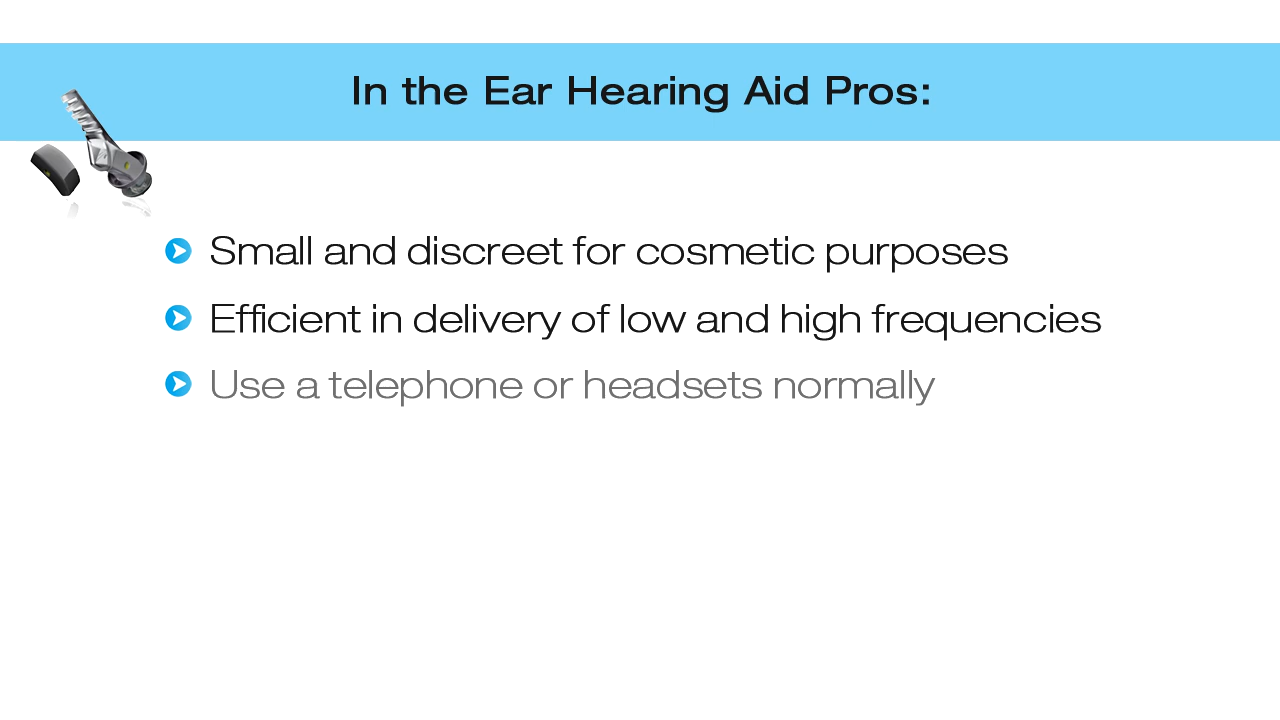 In the Ear Hearing Aid Pros:
Small and discreet for cosmetic purposes
Efficient in delivery of low and high frequencies
Use a telephone or headsets normally